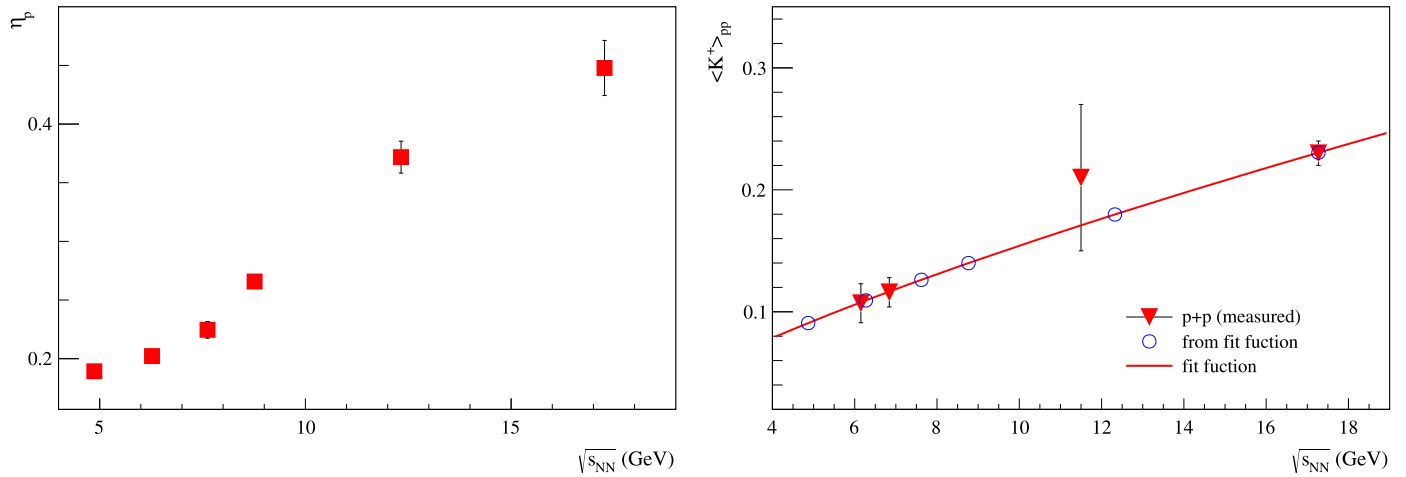 η_p
0.4
0.2
5 10 15
√s_NN (GeV)
<K⁺>_pp
0.3
0.2
0.1
p+p (measured)
from fit fuction
fit fuction
4 6 8 10 12 14 16 18
√s_NN (GeV)